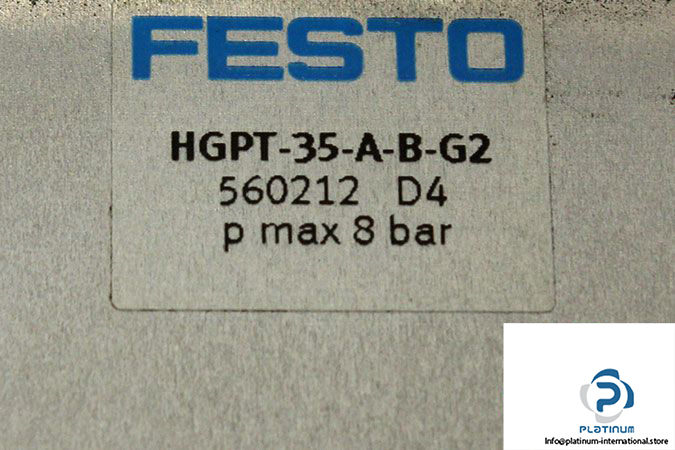 FESTO
HGPT-35-A-B-G2
560212 D4
p max 8 bar
PLATINUM
Info@platinum-international.store